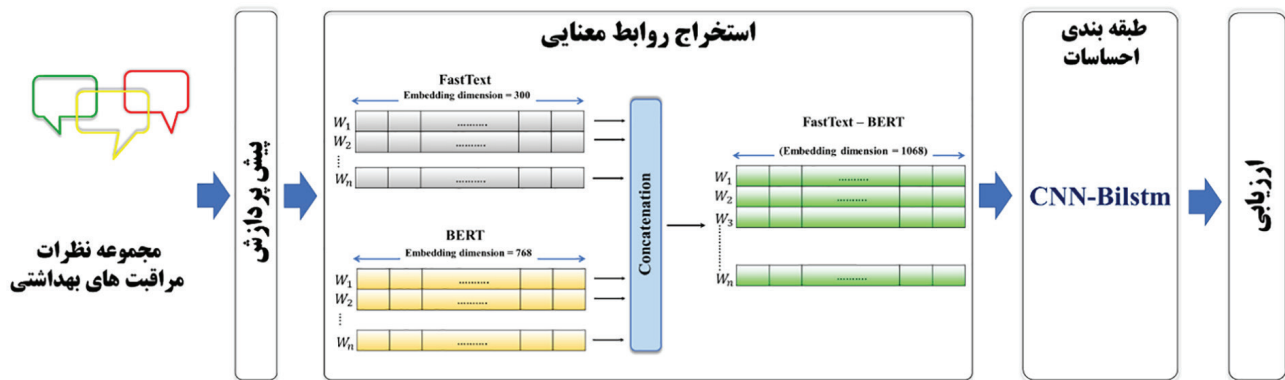 مجموعه نظرات
مراقبت های بهداشتی
پیش پردازش
استخراج روابط معنایی
FastText
Embedding dimension = 300
W₁ ..........
W₂ ..........
⋮
Wₙ ..........
BERT
Embedding dimension = 768
W₁ ..........
W₂ ..........
⋮
Wₙ ..........
Concatenation
FastText – BERT
(Embedding dimension = 1068)
W₁ ..........
W₂ ..........
W₃ ..........
⋮
Wₙ ..........
طبقه بندی
احساسات
CNN-Bilstm
ارزیابی